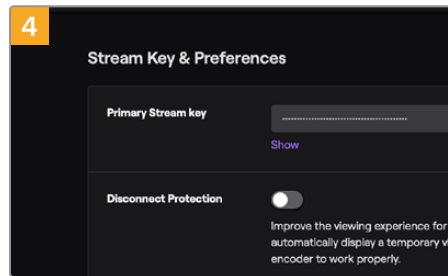 4
Stream Key & Preferences
Primary Stream key
Show
Disconnect Protection
Improve the viewing experience for
automatically display a temporary vi
encoder to work properly.